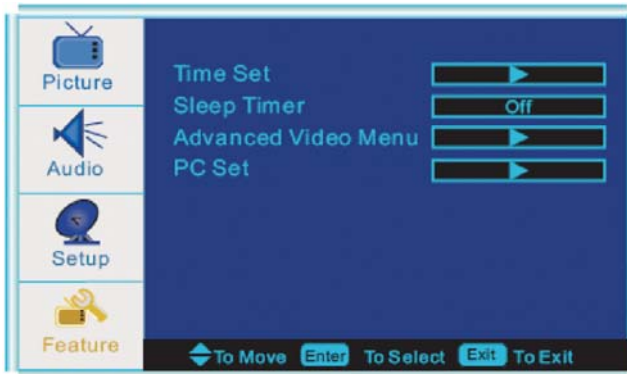 Picture
Audio
Setup
Feature
Time Set
Sleep Timer Off
Advanced Video Menu
PC Set
To Move Enter To Select Exit To Exit